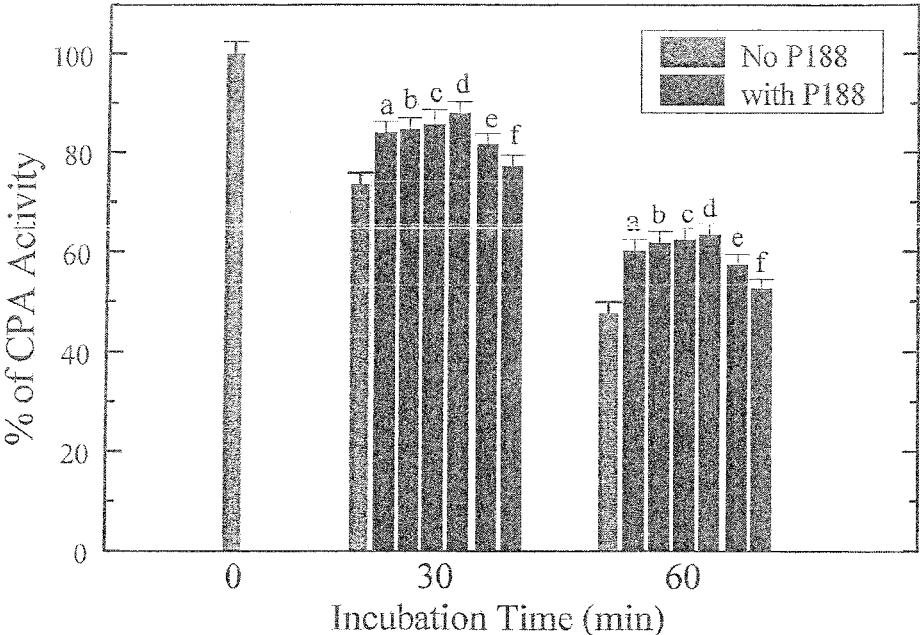 % of CPA Activity
100
80
60
40
20
0
No P188
with P188
a b c d e f
a b c d e f
0 30 60
Incubation Time (min)